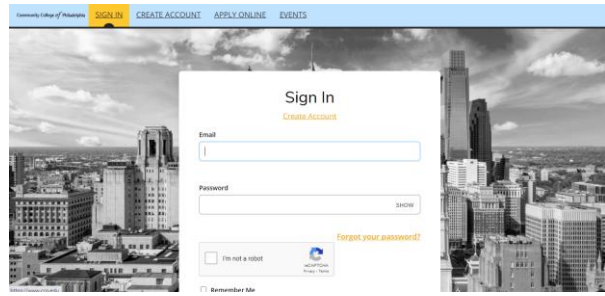 Community College of Philadelphia SIGN IN CREATE ACCOUNT APPLY ONLINE EVENTS
Sign In
Create Account
Email
Password
SHOW
Forgot your password?
I'm not a robot
reCAPTCHA
Privacy - Terms
Remember Me
https://www.ccp.edu